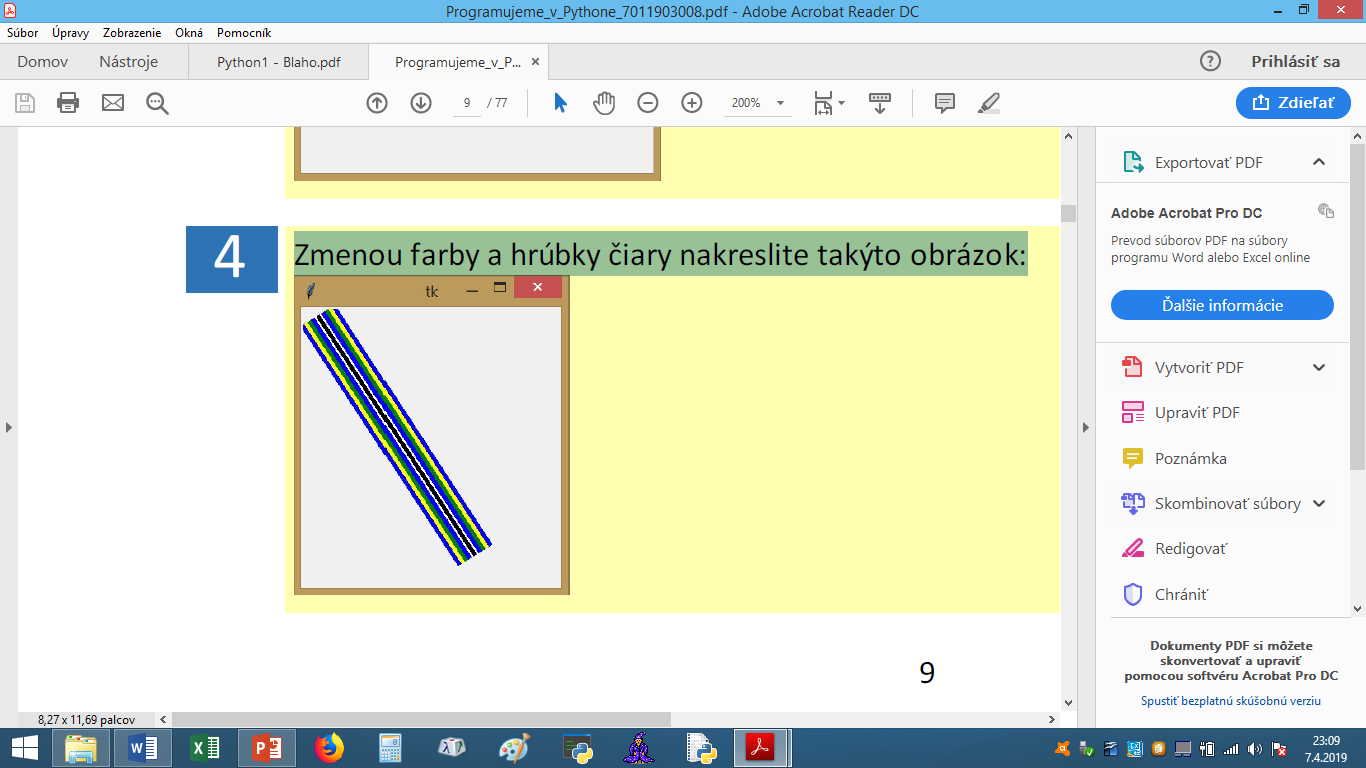 Programujeme_v_Pythone_7011903008.pdf - Adobe Acrobat Reader DC
Súbor Úpravy Zobrazenie Okná Pomocník
Domov Nástroje Python1 - Blaho.pdf Programujeme_v_P... × Prihlásiť sa
9 / 77 200% Zdieľať
4
Zmenou farby a hrúbky čiary nakreslite takýto obrázok:
tk
9
8,27 x 11,69 palcov
Exportovať PDF
Adobe Acrobat Pro DC
Prevod súborov PDF na súbory
programu Word alebo Excel online
Ďalšie informácie
Vytvoriť PDF
Upraviť PDF
Poznámka
Skombinovať súbory
Redigovať
Chrániť
Dokumenty PDF si môžete
skonvertovať a upraviť
pomocou softvéru Acrobat Pro DC
Spustiť bezplatnú skúšobnú verziu
23:09
7.4.2019